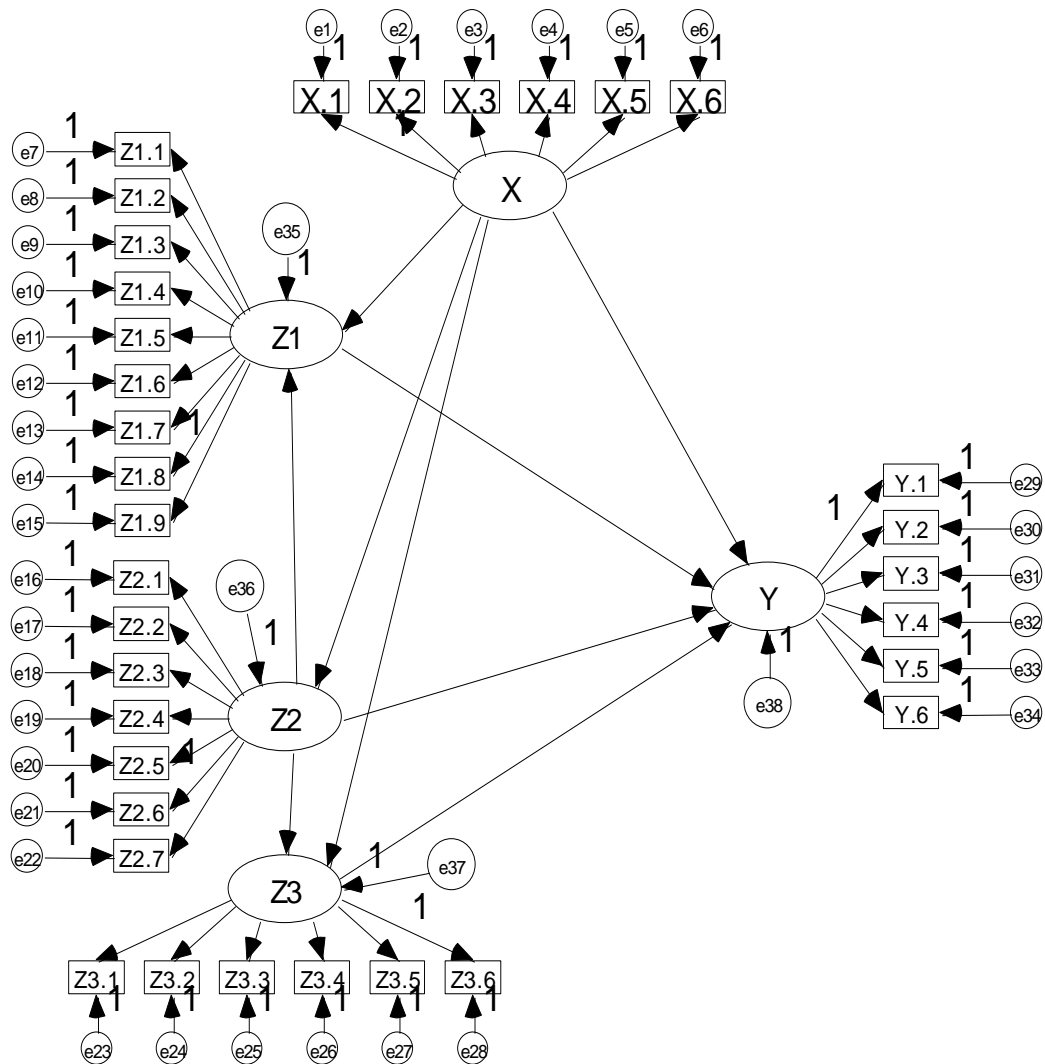 e1 e2 e3 e4 e5 e6
1 1 1 1 1 1
X.1 X.2 X.3 X.4 X.5 X.6
1
X
e7 1 Z1.1
e8 1 Z1.2
e9 1 Z1.3
e10 1 Z1.4
e11 1 Z1.5
e12 1 Z1.6
e13 1 Z1.7 1
e14 1 Z1.8
e15 1 Z1.9
e35
1
Z1
e16 1 Z2.1
e17 1 Z2.2
e18 1 Z2.3
e19 1 Z2.4
e20 1 Z2.5 1
e21 1 Z2.6
e22 1 Z2.7
e36
1
Z2
1 Y.1 1 e29
Y.2 1 e30
Y.3 1 e31
Y.4 1 e32
Y.5 1 e33
Y.6 1 e34
Y
1
e38
1 e37
Z3
1
Z3.1 Z3.2 Z3.3 Z3.4 Z3.5 Z3.6
1 1 1 1 1 1
e23 e24 e25 e26 e27 e28